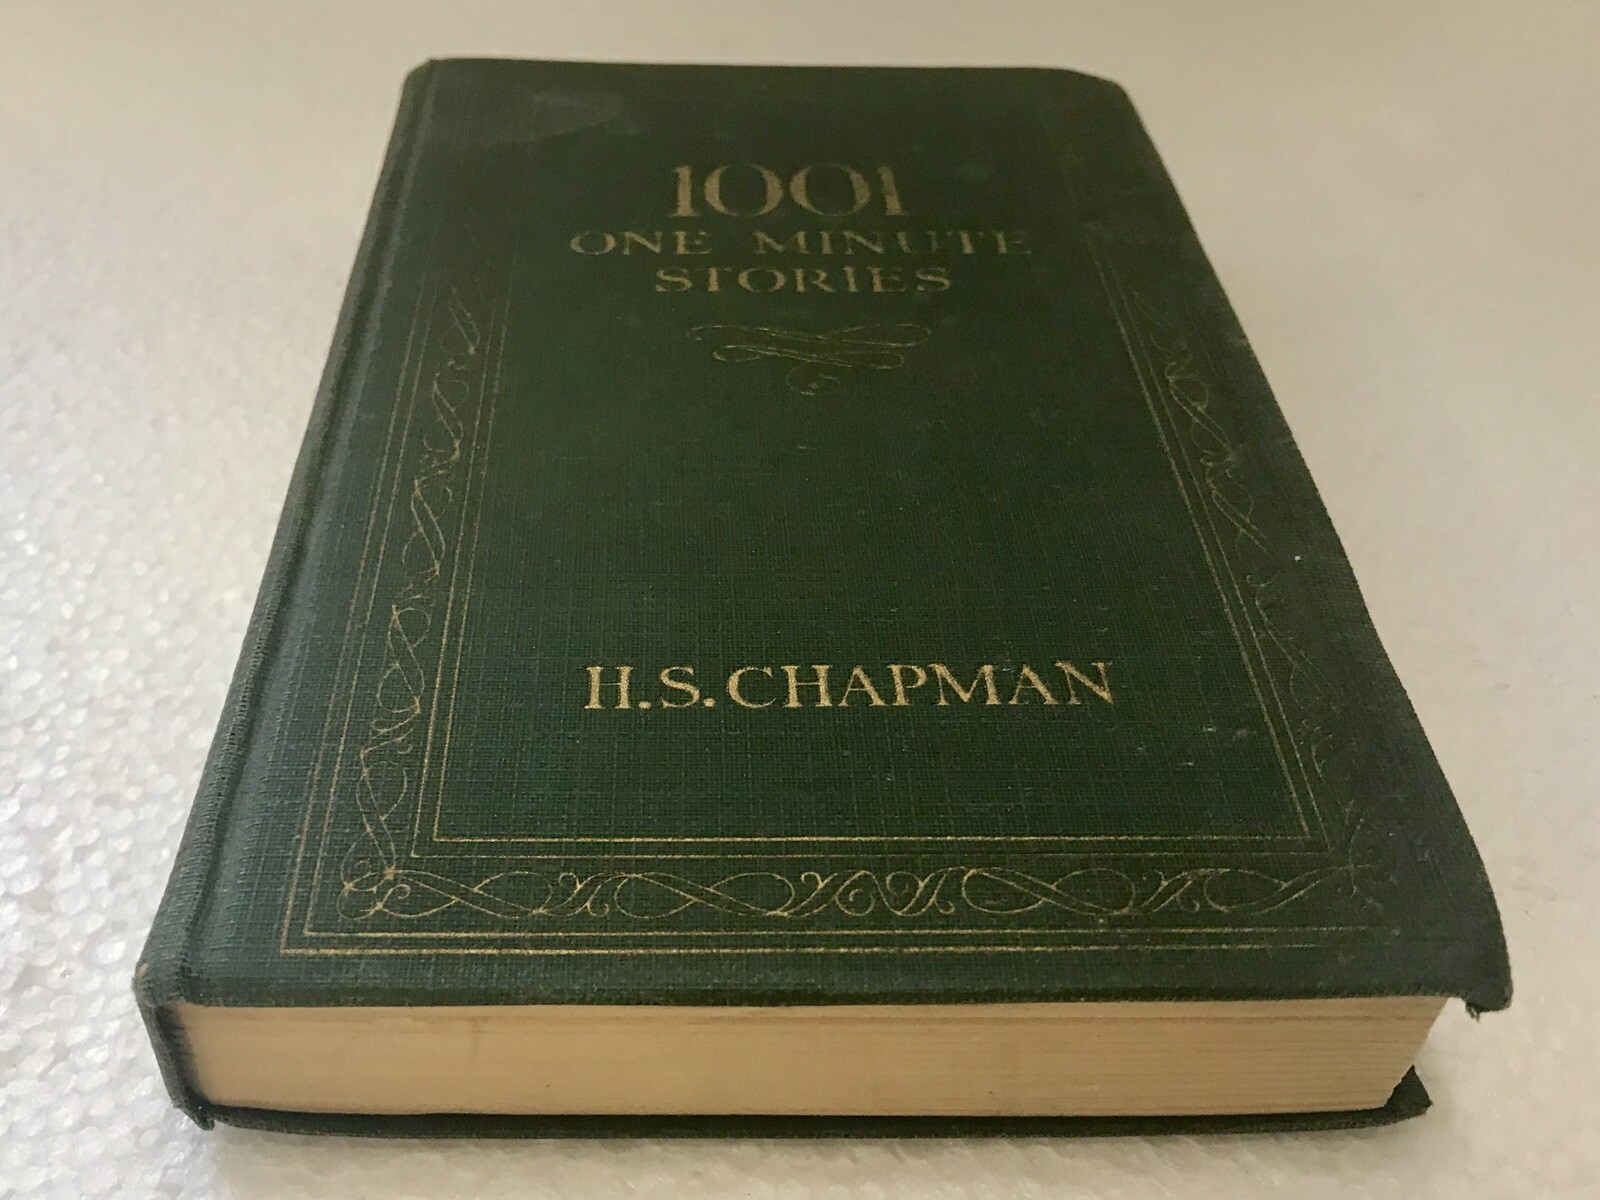 1001
ONE MINUTE
STORIES
H.S. CHAPMAN